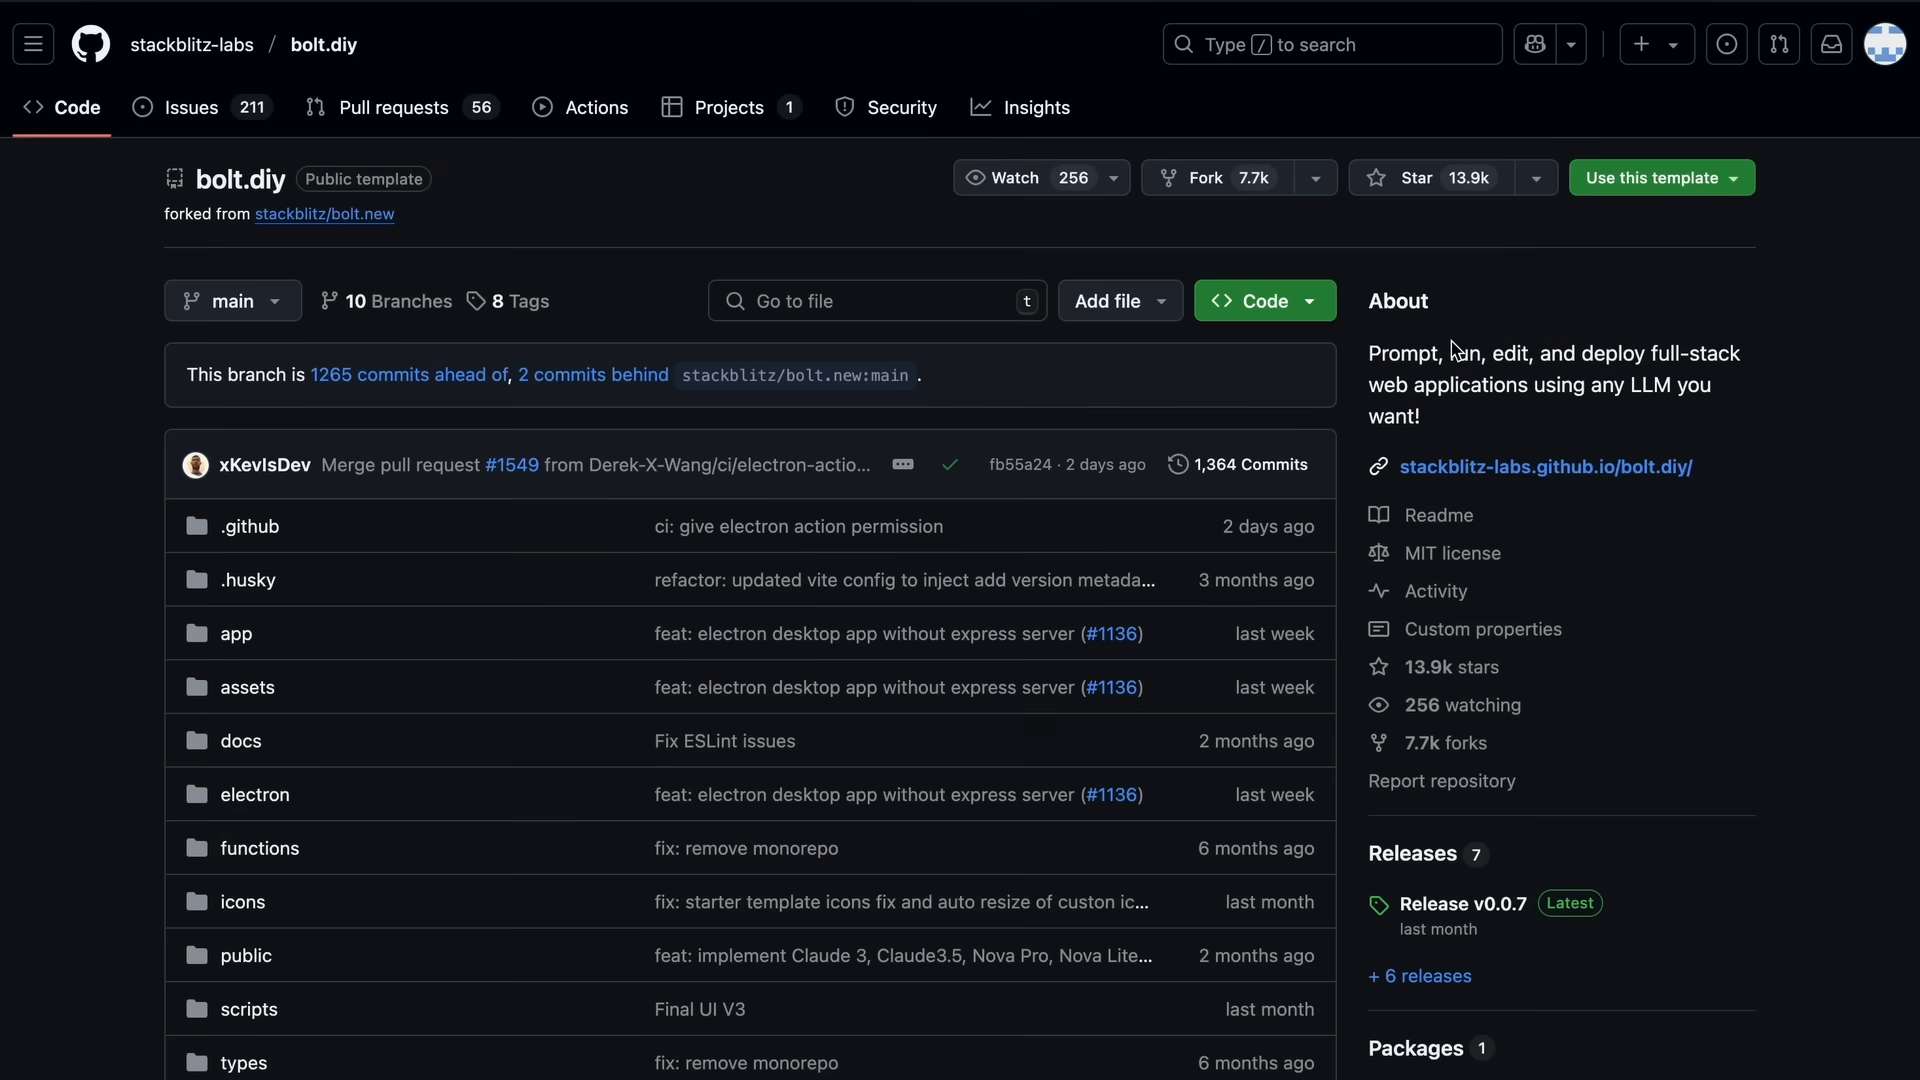 stackblitz-labs / bolt.diy
Type / to search
Code
Issues 211
Pull requests 56
Actions
Projects 1
Security
Insights
bolt.diy Public template
Watch 256
Fork 7.7k
Star 13.9k
Use this template
forked from stackblitz/bolt.new
main
10 Branches
8 Tags
Go to file t
Add file
Code
This branch is 1265 commits ahead of, 2 commits behind stackblitz/bolt.new:main .
xKevIsDev Merge pull request #1549 from Derek-X-Wang/ci/electron-actio... fb55a24 · 2 days ago 1,364 Commits
.github ci: give electron action permission 2 days ago
.husky refactor: updated vite config to inject add version metada... 3 months ago
app feat: electron desktop app without express server (#1136) last week
assets feat: electron desktop app without express server (#1136) last week
docs Fix ESLint issues 2 months ago
electron feat: electron desktop app without express server (#1136) last week
functions fix: remove monorepo 6 months ago
icons fix: starter template icons fix and auto resize of custon ic... last month
public feat: implement Claude 3, Claude3.5, Nova Pro, Nova Lite... 2 months ago
scripts Final UI V3 last month
types fix: remove monorepo 6 months ago
About
Prompt, run, edit, and deploy full-stack
web applications using any LLM you
want!
stackblitz-labs.github.io/bolt.diy/
Readme
MIT license
Activity
Custom properties
13.9k stars
256 watching
7.7k forks
Report repository
Releases 7
Release v0.0.7 Latest
last month
+ 6 releases
Packages 1